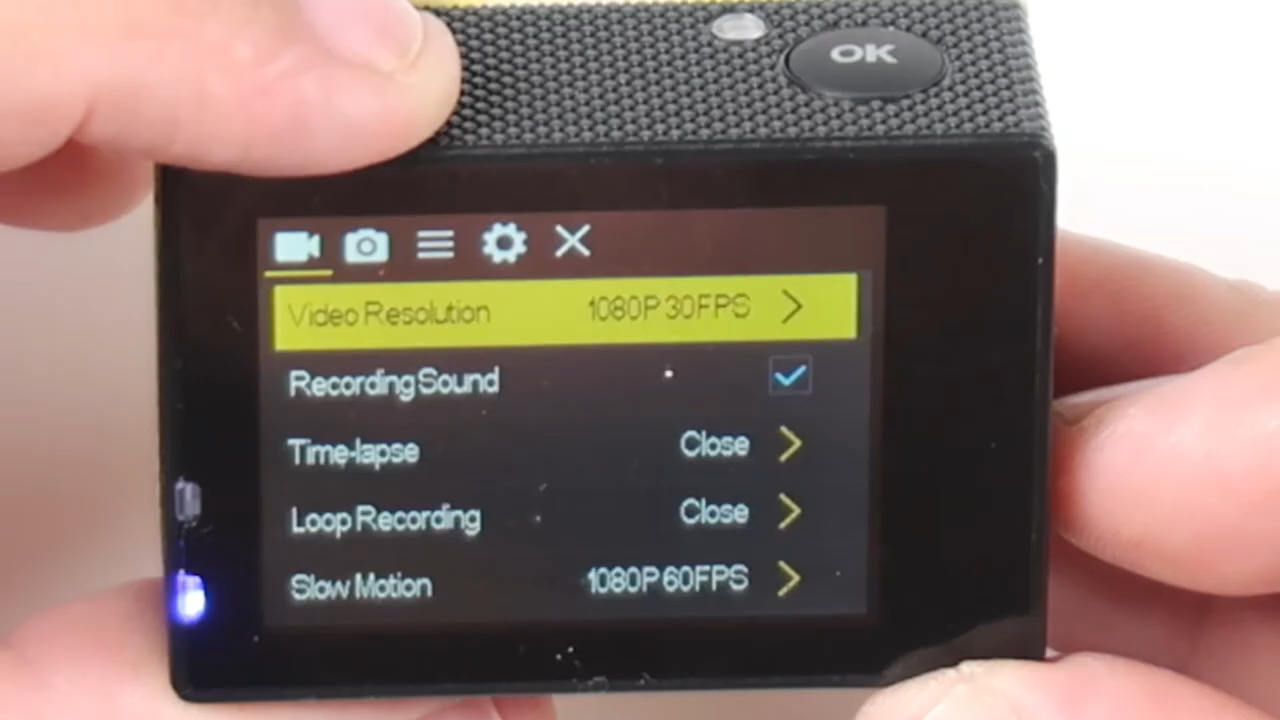 OK
Video Resolution 1080P 30FPS
Recording Sound
Time-lapse Close
Loop Recording Close
Slow Motion 1080P 60FPS